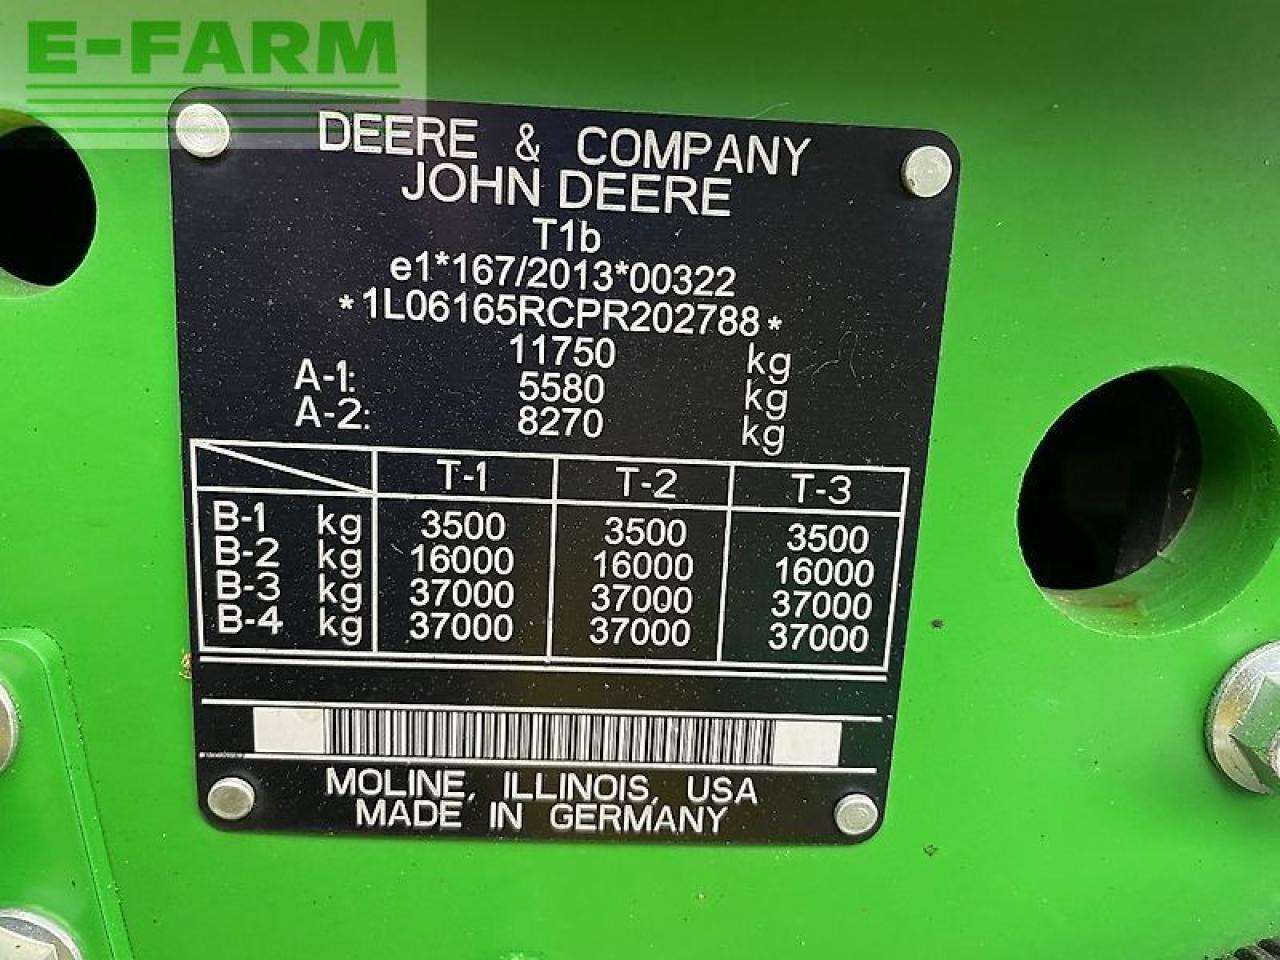 E-FARM
DEERE & COMPANY
JOHN DEERE
T1b
e1*167/2013*00322
*1L06165RCPR202788*
11750 kg
A-1: 5580 kg
A-2: 8270 kg
T-1 T-2 T-3
B-1 kg 3500 3500 3500
B-2 kg 16000 16000 16000
B-3 kg 37000 37000 37000
B-4 kg 37000 37000 37000
MOLINE, ILLINOIS, USA
MADE IN GERMANY